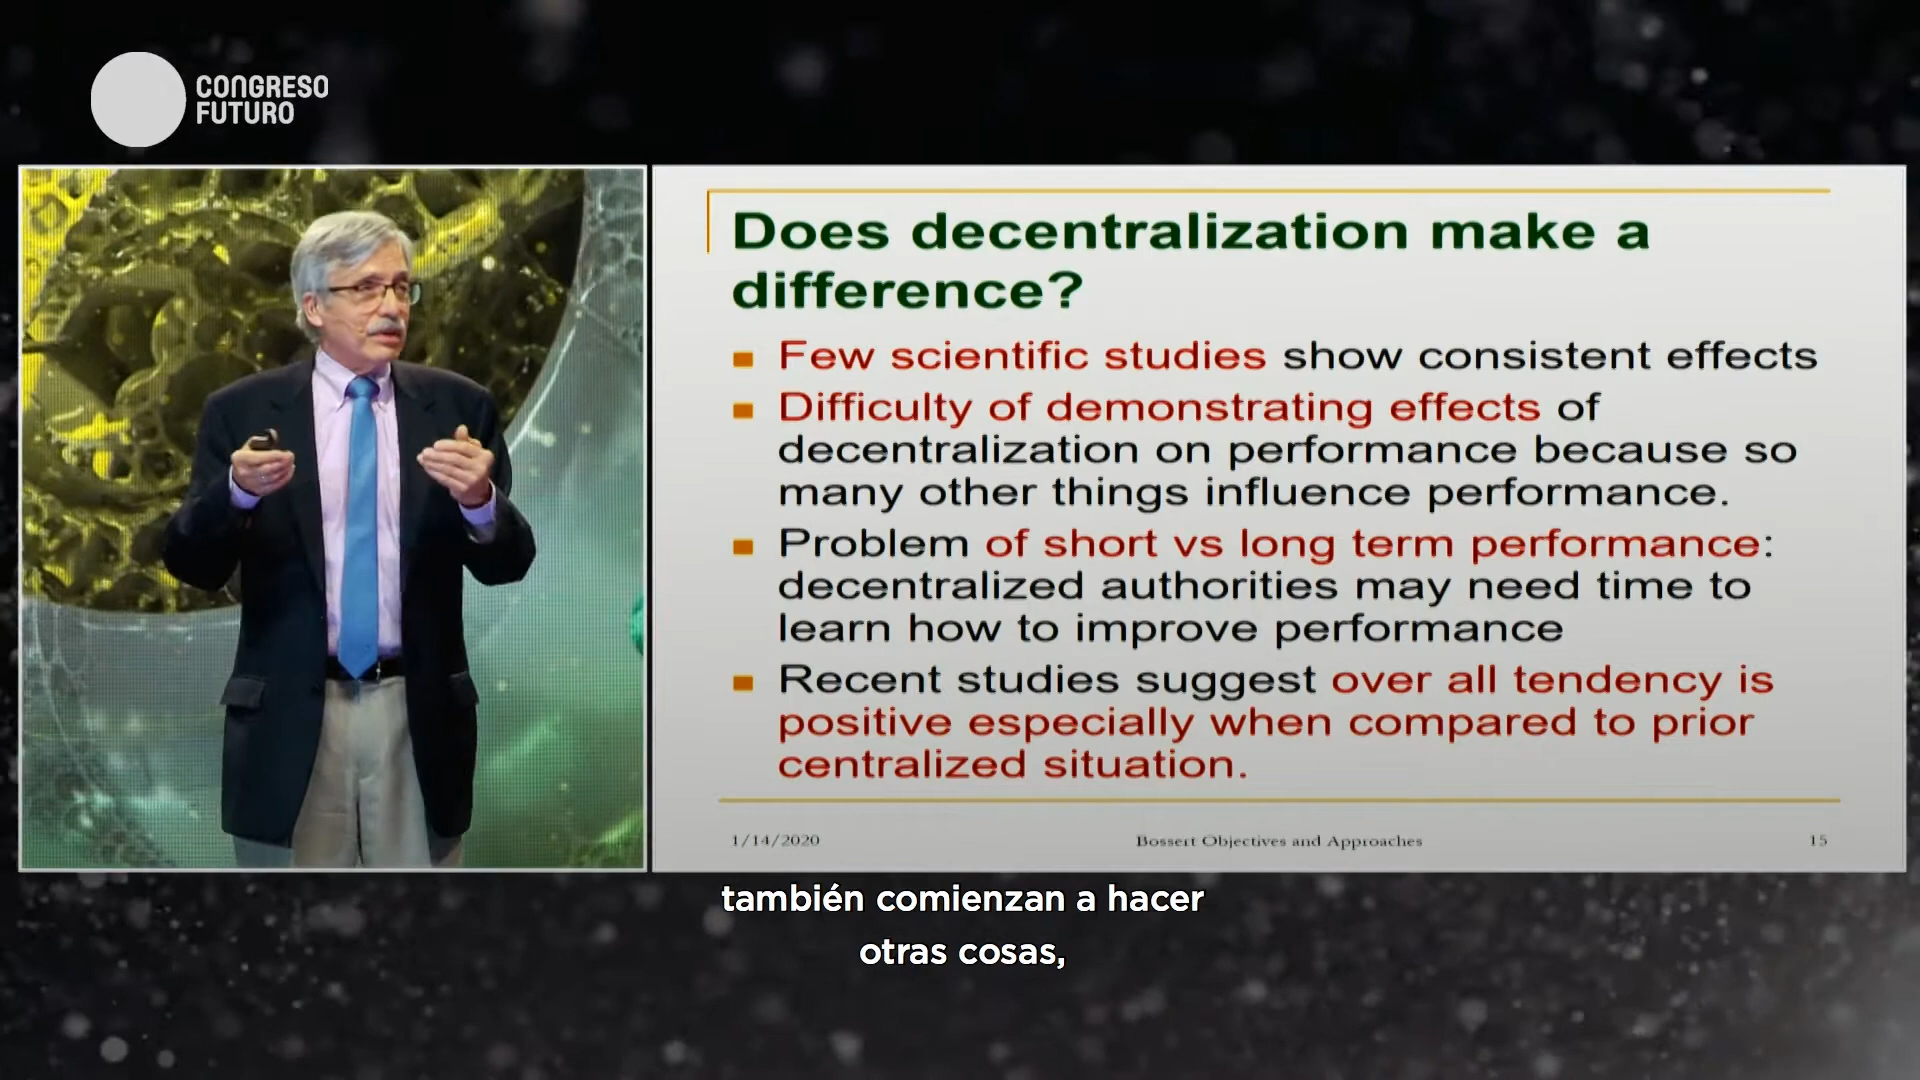 CONGRESO
FUTURO
Does decentralization make a
difference?
Few scientific studies show consistent effects
Difficulty of demonstrating effects of
decentralization on performance because so
many other things influence performance.
Problem of short vs long term performance:
decentralized authorities may need time to
learn how to improve performance
Recent studies suggest over all tendency is
positive especially when compared to prior
centralized situation.
1/14/2020
Bossert Objectives and Approaches
15
también comienzan a hacer
otras cosas,